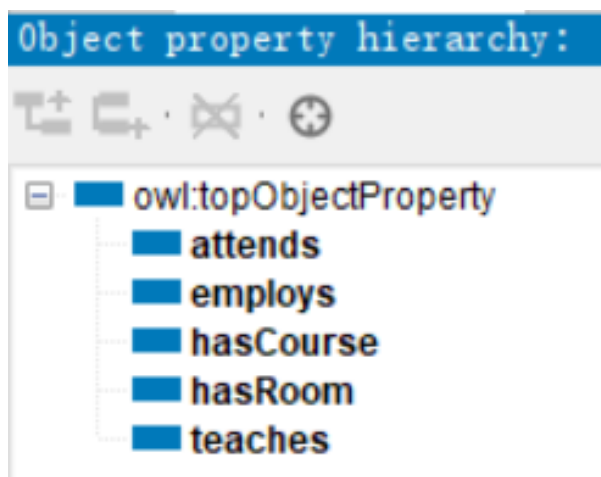 Object property hierarchy:
owl:topObjectProperty
attends
employs
hasCourse
hasRoom
teaches